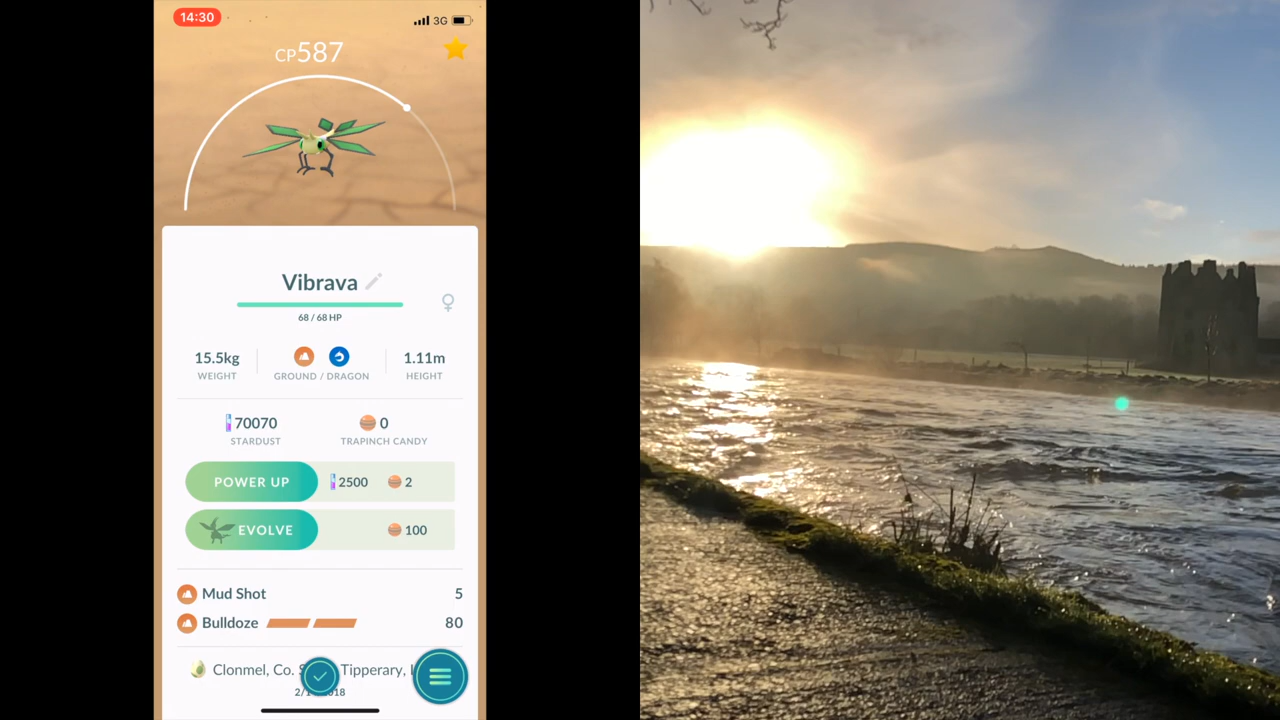 14:30
3G
CP587
Vibrava
68 / 68 HP
15.5kg
WEIGHT
GROUND / DRAGON
1.11m
HEIGHT
70070
STARDUST
0
TRAPINCH CANDY
POWER UP 2500 2
EVOLVE 100
Mud Shot 5
Bulldoze 80
Clonmel, Co. Tipperary,